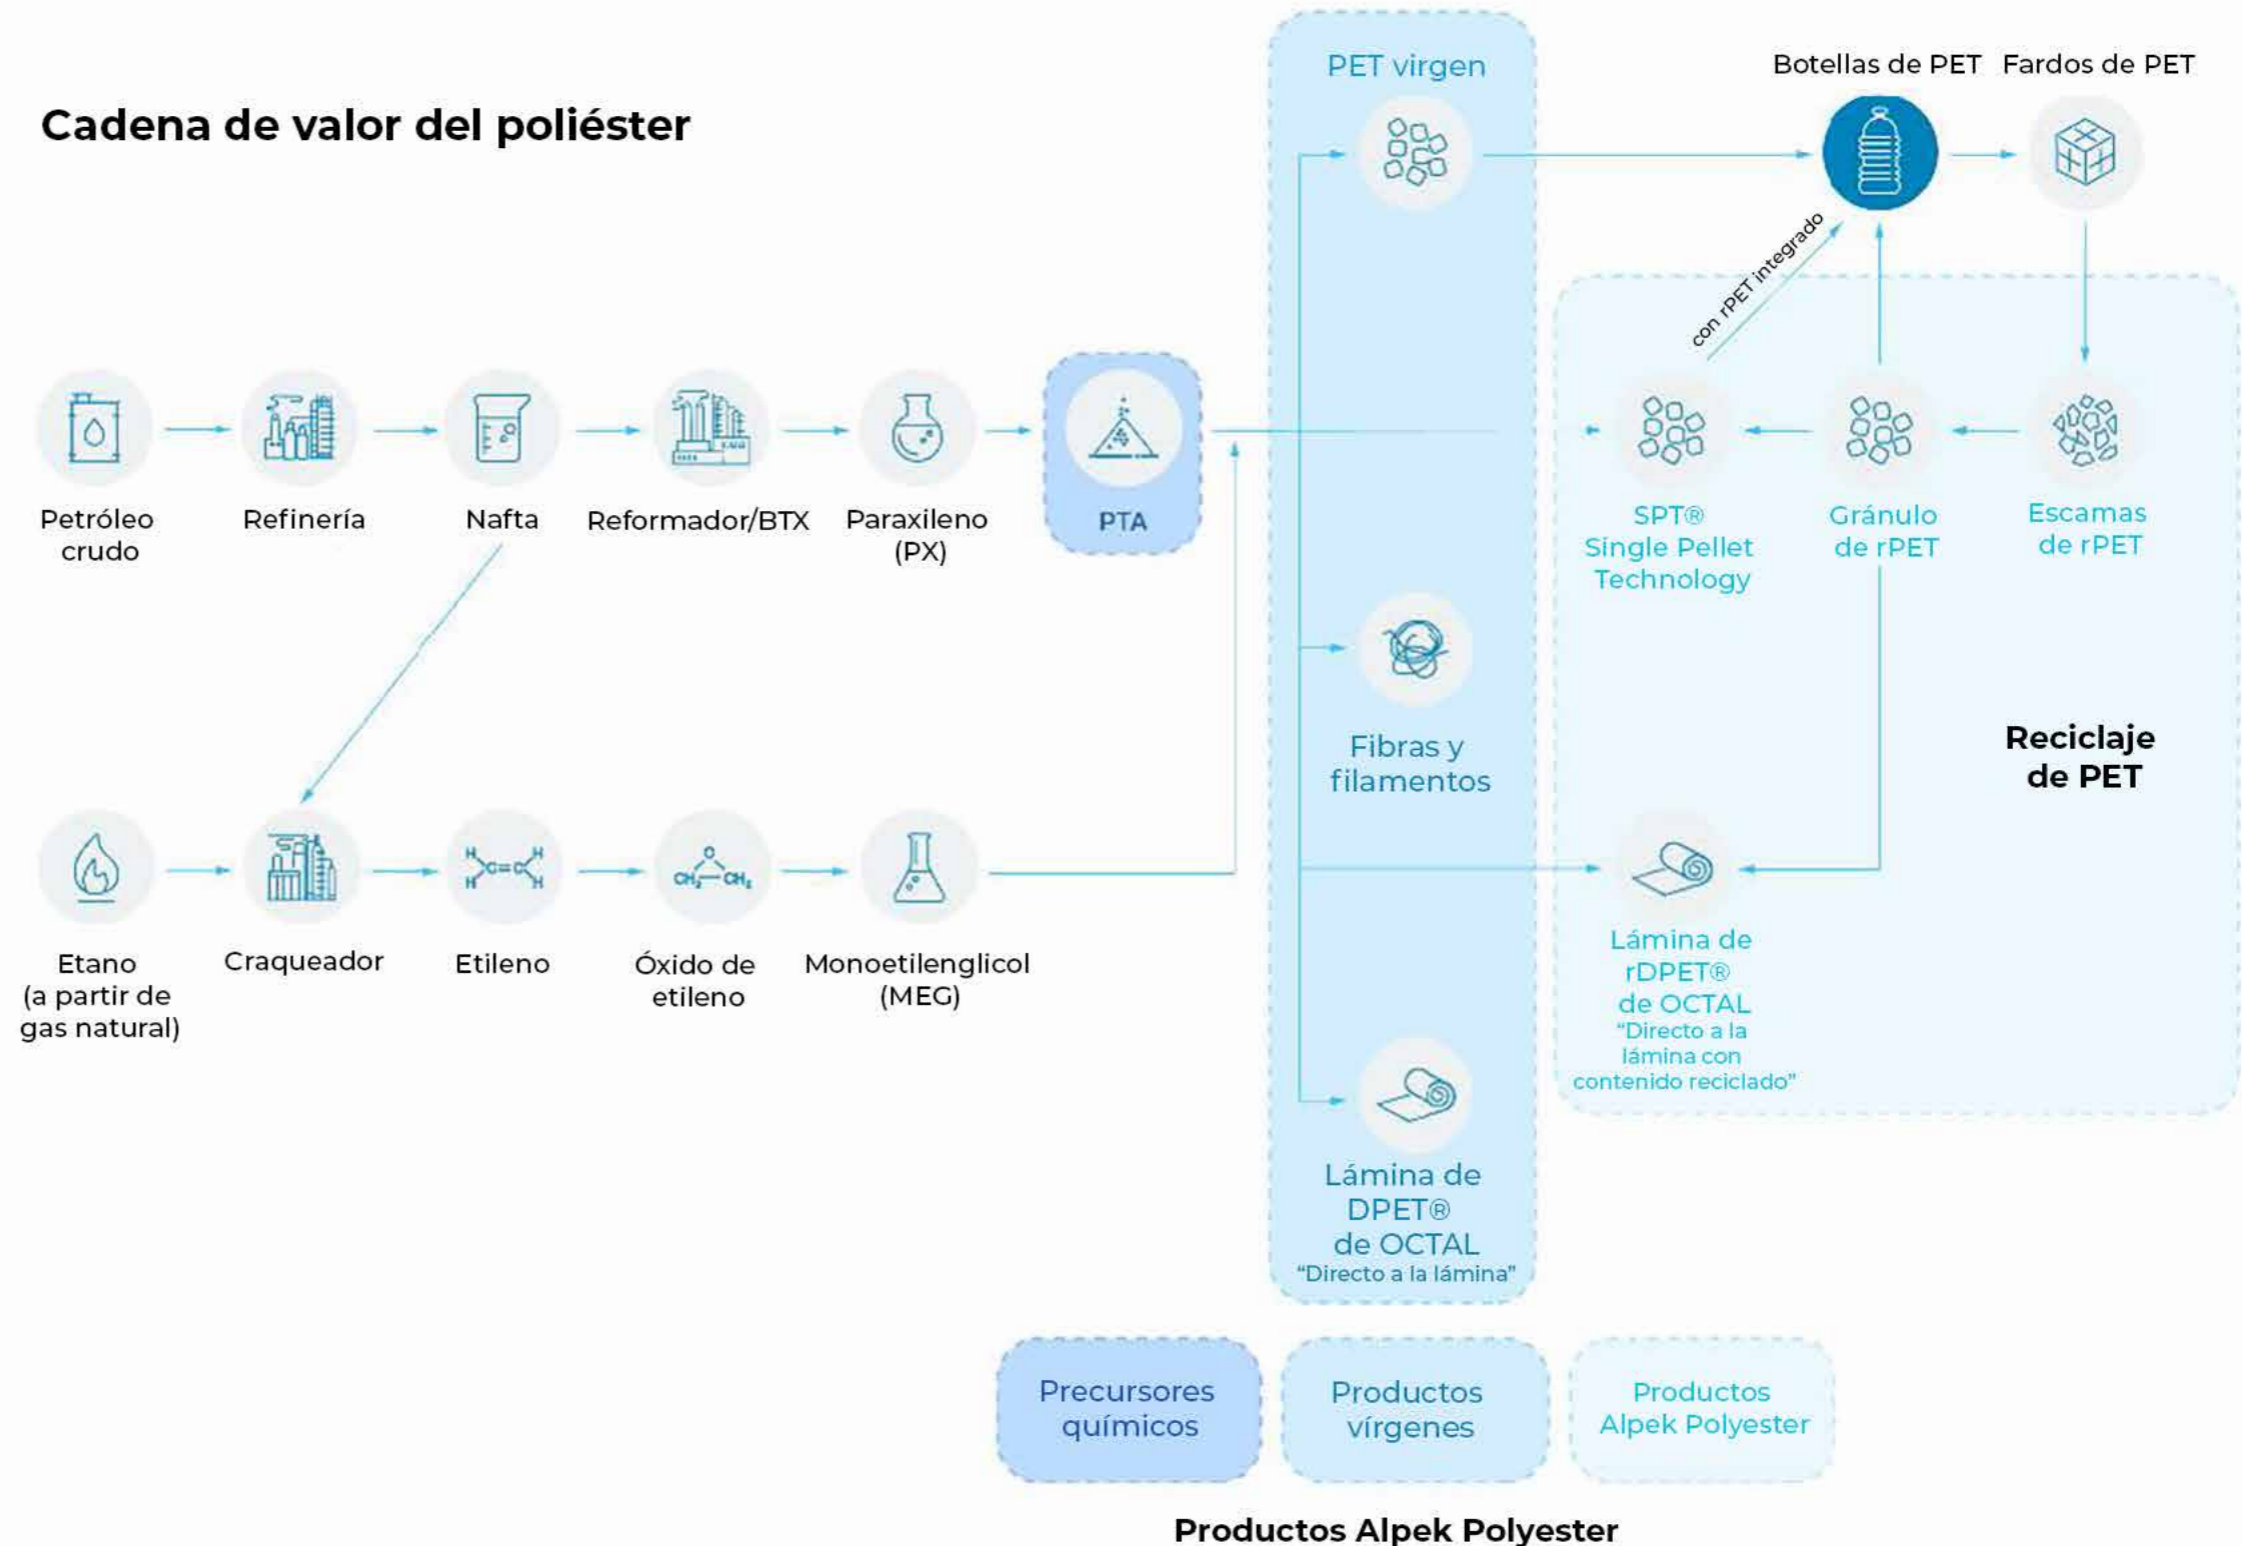 Cadena de valor del poliéster
PET virgen
Botellas de PET
Fardos de PET
con rPET integrado
Petróleo
crudo
Refinería
Nafta
Reformador/BTX
Paraxileno
(PX)
PTA
SPT®
Single Pellet
Technology
Gránulo
de rPET
Escamas
de rPET
Fibras y
filamentos
Reciclaje
de PET
H H
C=C
H H
O
CH₂ CH₂
Etano
(a partir de
gas natural)
Craqueador
Etileno
Óxido de
etileno
Monoetilenglicol
(MEG)
Lámina de
rDPET®
de OCTAL
“Directo a la
lámina con
contenido reciclado”
Lámina de
DPET®
de OCTAL
“Directo a la lámina”
Precursores
químicos
Productos
vírgenes
Productos
Alpek Polyester
Productos Alpek Polyester